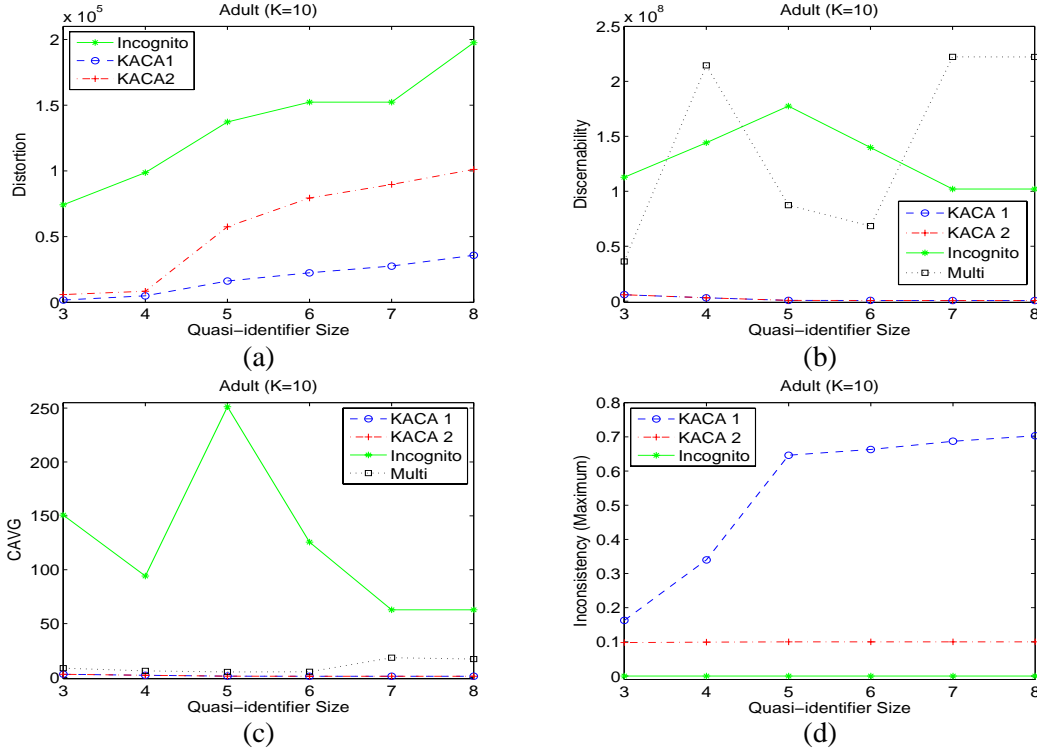 Adult (K=10)
x 10^5
2
1.5
1
0.5
0
Distortion
Incognito
KACA1
KACA2
3 4 5 6 7 8
Quasi−identifier Size
(a)
Adult (K=10)
x 10^8
2.5
2
1.5
1
0.5
0
Discernability
KACA 1
KACA 2
Incognito
Multi
3 4 5 6 7 8
Quasi−identifier Size
(b)
Adult (K=10)
250
200
150
100
50
0
CAVG
KACA 1
KACA 2
Incognito
Multi
3 4 5 6 7 8
Quasi−identifier Size
(c)
Adult (K=10)
0.8
0.7
0.6
0.5
0.4
0.3
0.2
0.1
0
Inconsistency (Maximum)
KACA 1
KACA 2
Incognito
3 4 5 6 7 8
Quasi−identifier Size
(d)